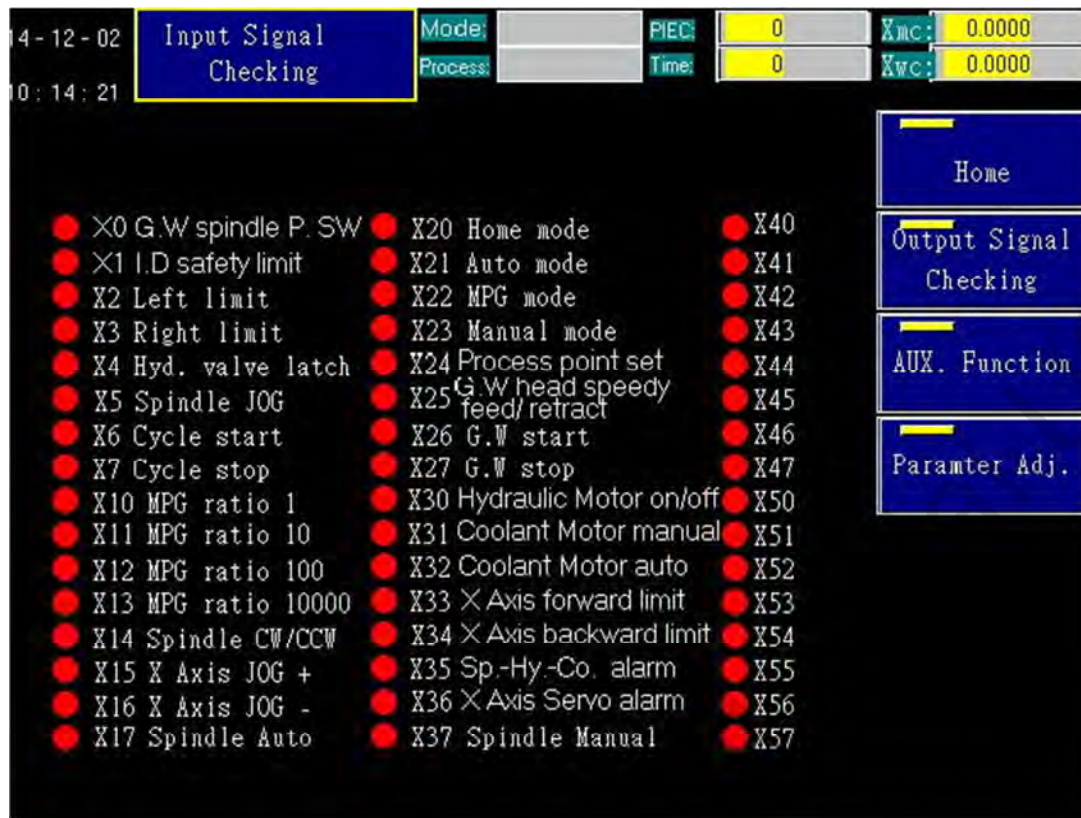 4-12-02
10:14:21
Input Signal
Checking
Mode:
Process:
PIEC:
0
Time:
0
Xmc: 0.0000
Xwc: 0.0000
Home
Output Signal
Checking
AUX. Function
Paramter Adj.
X0 G.W spindle P. SW
X1 I.D safety limit
X2 Left limit
X3 Right limit
X4 Hyd. valve latch
X5 Spindle JOG
X6 Cycle start
X7 Cycle stop
X10 MPG ratio 1
X11 MPG ratio 10
X12 MPG ratio 100
X13 MPG ratio 10000
X14 Spindle CW/CCW
X15 X Axis JOG +
X16 X Axis JOG -
X17 Spindle Auto
X20 Home mode
X21 Auto mode
X22 MPG mode
X23 Manual mode
X24 Process point set
X25 G.W head speedy
feed/ retract
X26 G.W start
X27 G.W stop
X30 Hydraulic Motor on/off
X31 Coolant Motor manual
X32 Coolant Motor auto
X33 X Axis forward limit
X34 X Axis backward limit
X35 Sp.-Hy.-Co. alarm
X36 X Axis Servo alarm
X37 Spindle Manual
X40
X41
X42
X43
X44
X45
X46
X47
X50
X51
X52
X53
X54
X55
X56
X57